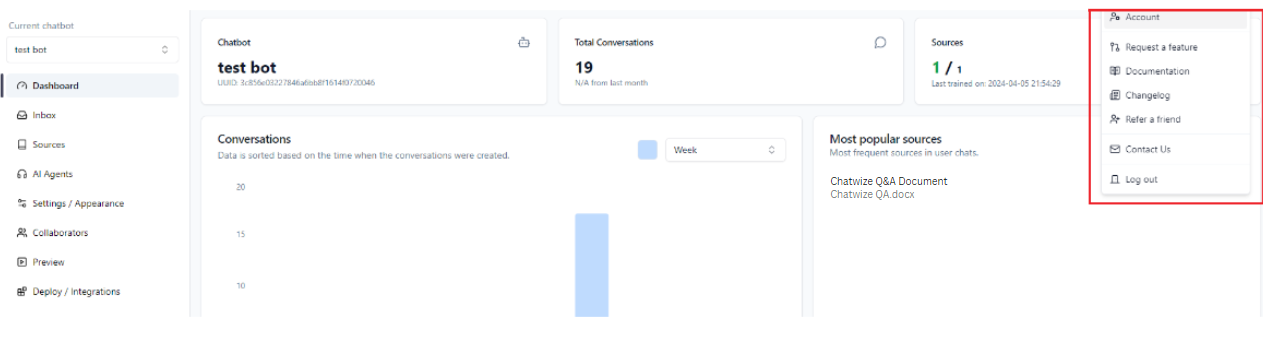 Current chatbot
test bot
Dashboard
Inbox
Sources
AI Agents
Settings / Appearance
Collaborators
Preview
Deploy / Integrations
Chatbot
test bot
Total Conversations
19
N/A from last month
Sources
1 / 1
Last trained on: 2024-04-05 21:54:29
Conversations
Data is sorted based on the time when the conversations were created.
Week
20
15
10
Most popular sources
Most frequent sources in user chats.
Chatwize Q&A Document
Chatwize QA.docx
Account
Request a feature
Documentation
Changelog
Refer a friend
Contact Us
Log out